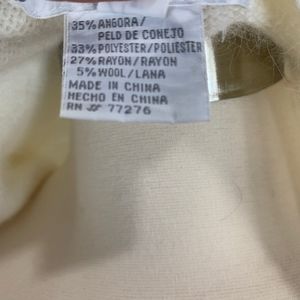 35% ANGORA/
PELO DE CONEJO
33% POLYESTER/POLIESTER
27% RAYON/RAYON
5% WOOL/LANA
MADE IN CHINA
HECHO EN CHINA
RN 77276